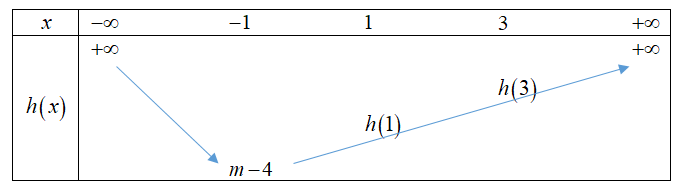 x −∞ −1 1 3 +∞
+∞ +∞
h(3)
h(x)
h(1)
m−4